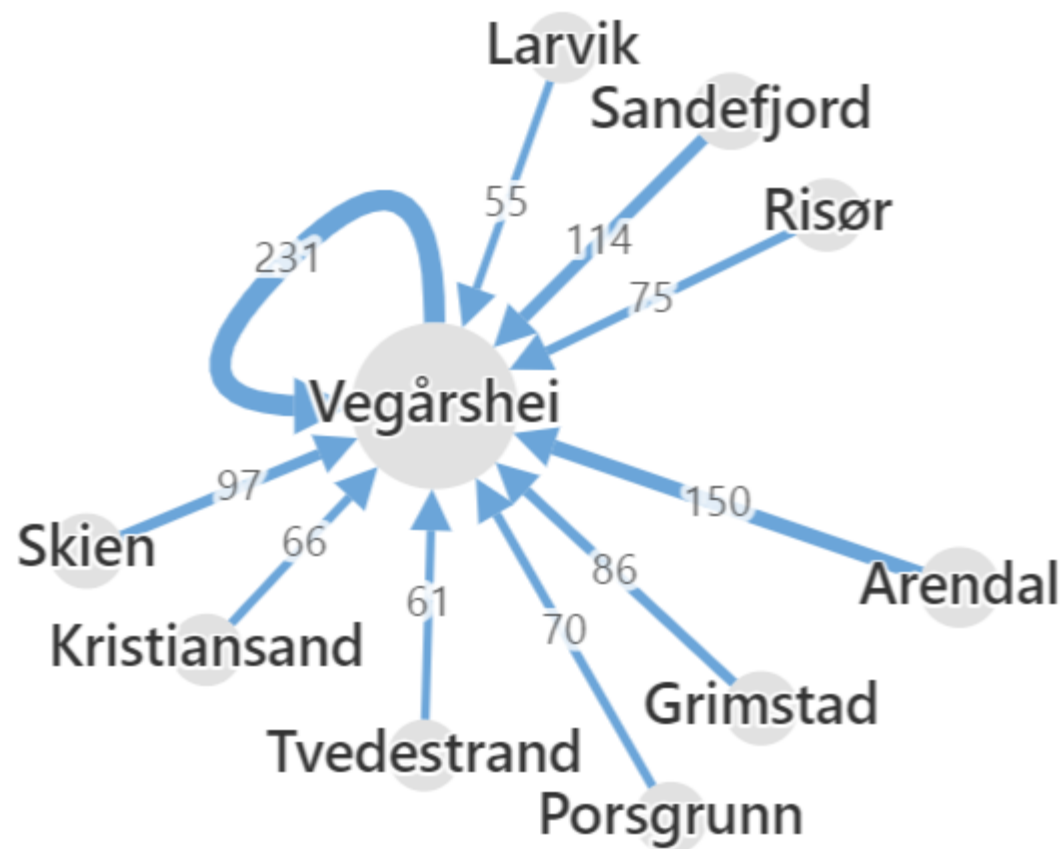 Larvik
Sandefjord
Risør
55
114
231
75
Vegårshei
97
150
Skien
66
86
Arendal
61
70
Kristiansand
Grimstad
Tvedestrand
Porsgrunn